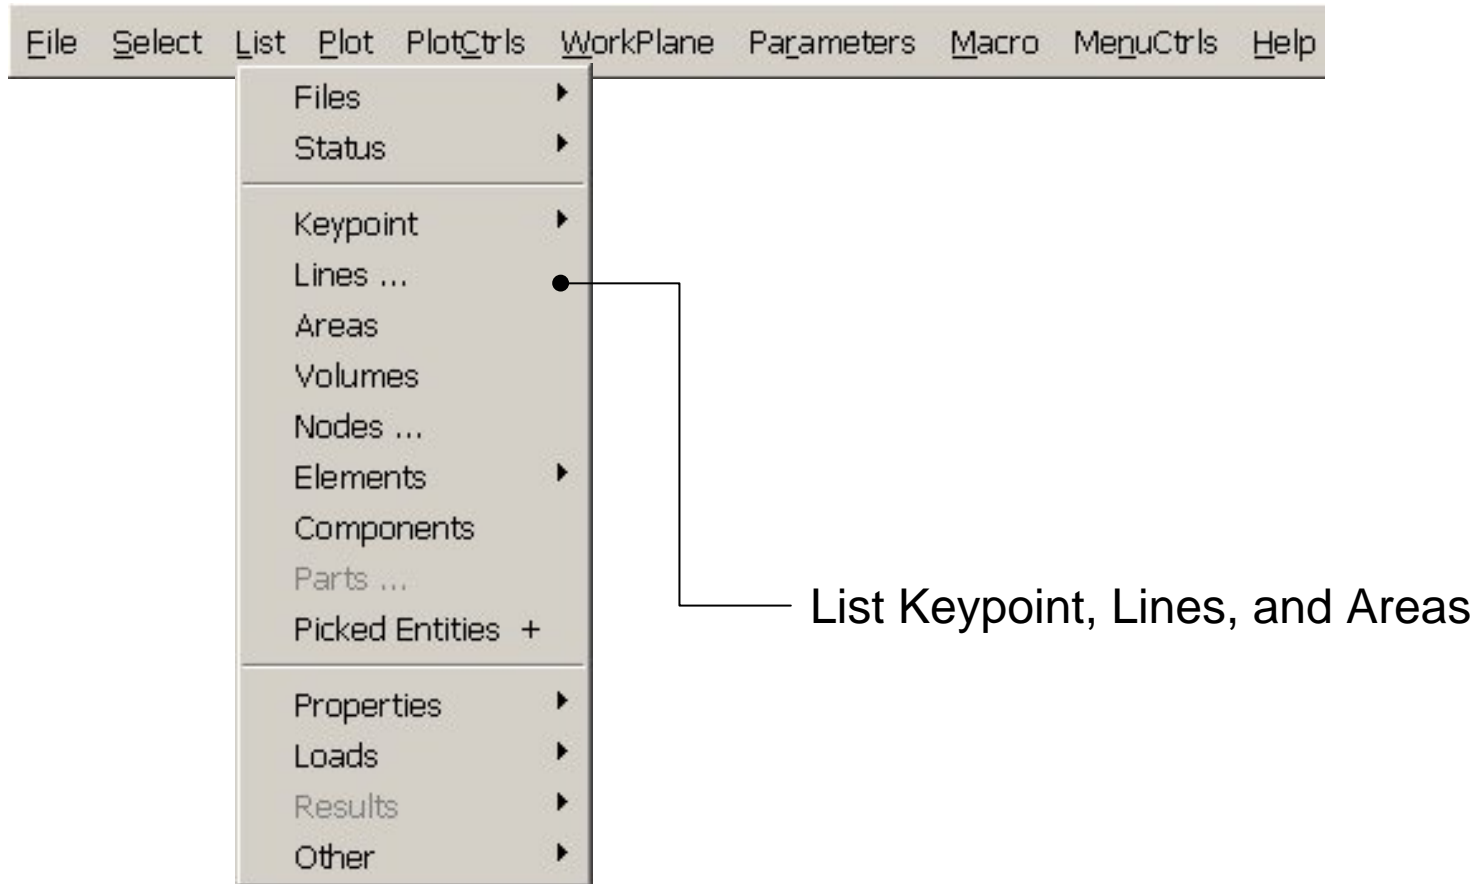 File Select List Plot PlotCtrls WorkPlane Parameters Macro MenuCtrls Help
Files
Status
Keypoint
Lines ...
Areas
Volumes
Nodes ...
Elements
Components
Parts ...
Picked Entities +
Properties
Loads
Results
Other
List Keypoint, Lines, and Areas